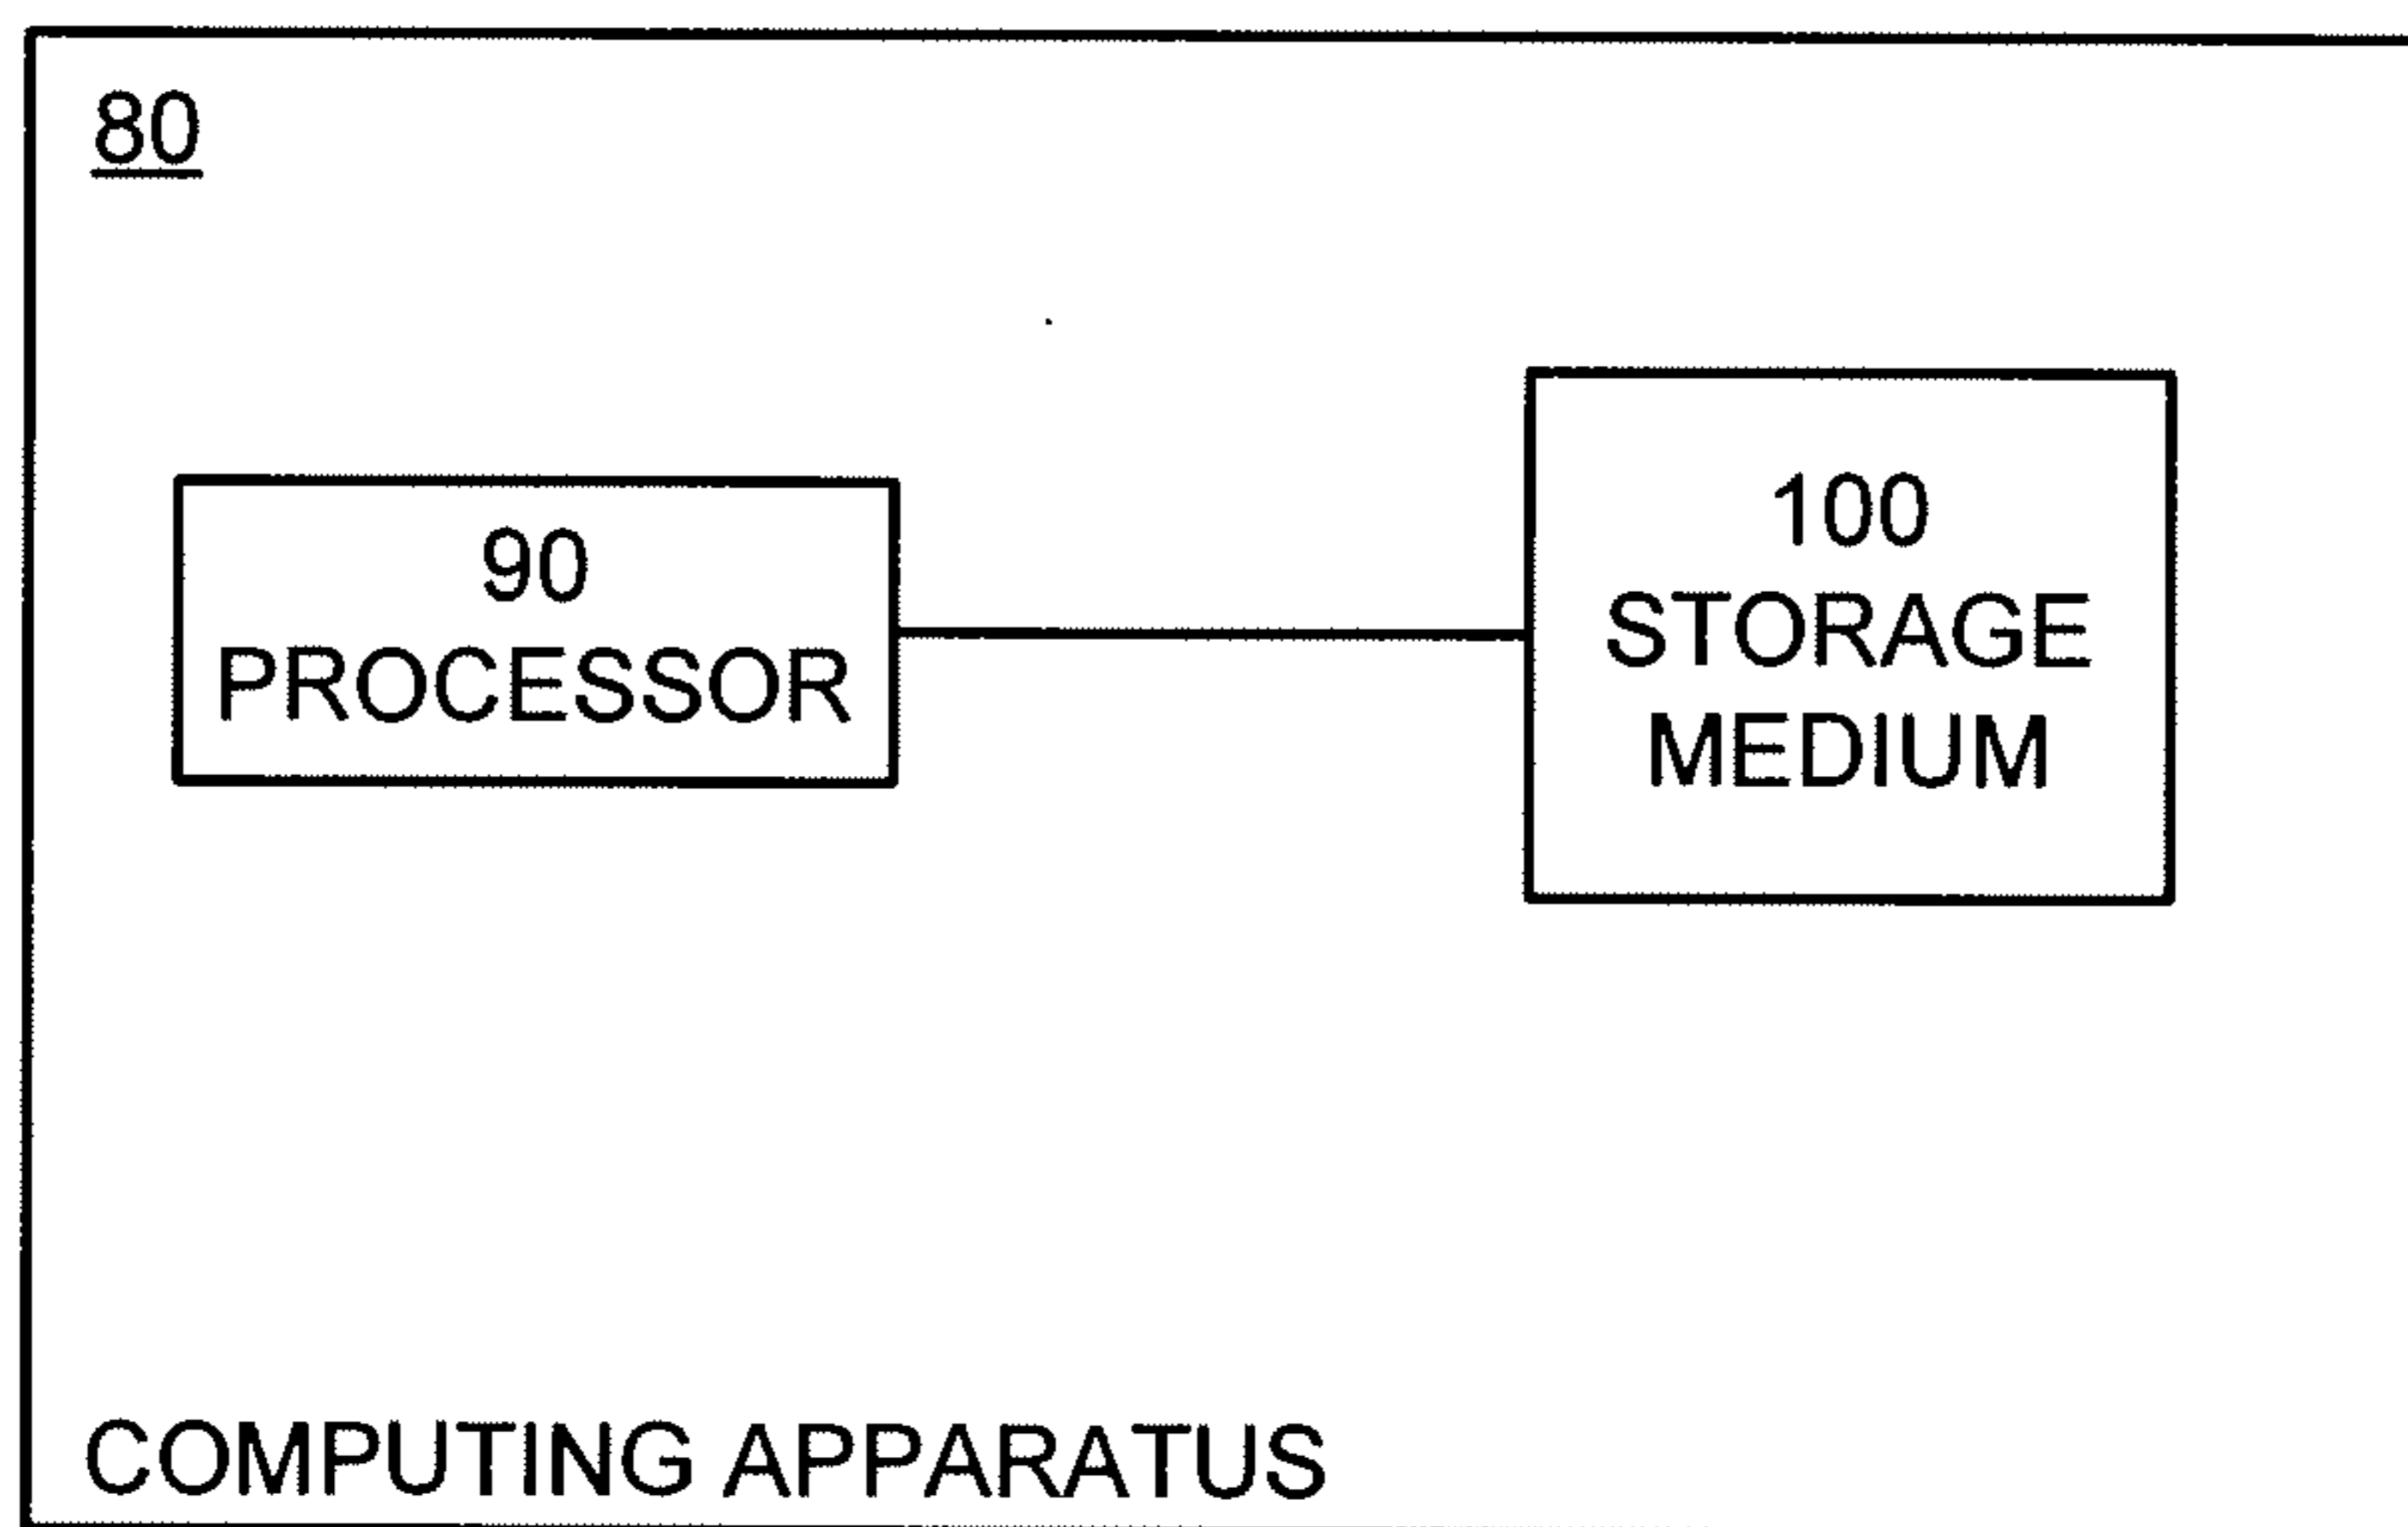 80
90
PROCESSOR
100
STORAGE
MEDIUM
COMPUTING APPARATUS